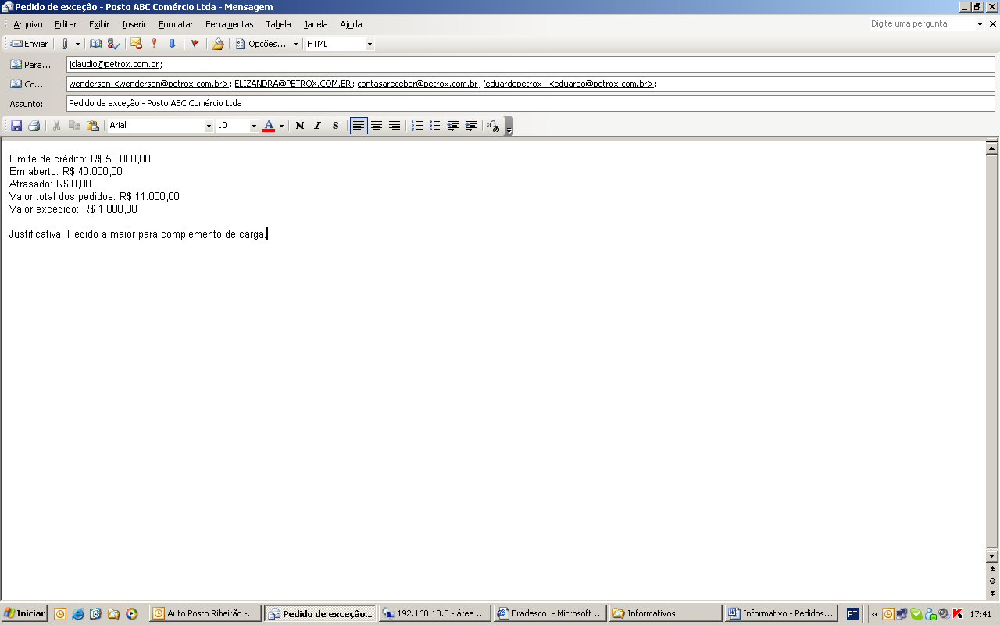 Pedido de exceção - Posto ABC Comércio Ltda - Mensagem
Arquivo Editar Exibir Inserir Formatar Ferramentas Tabela Janela Ajuda Digite uma pergunta
Enviar Opções... HTML
Para... jclaudio@petrox.com.br;
Cc... wenderson <wenderson@petrox.com.br>; ELIZANDRA@PETROX.COM.BR; contasareceber@petrox.com.br; 'eduardopetrox ' <eduardo@petrox.com.br>;
Assunto: Pedido de exceção - Posto ABC Comércio Ltda
Arial 10 A N I S
Limite de crédito: R$ 50.000,00
Em aberto: R$ 40.000,00
Atrasado: R$ 0,00
Valor total dos pedidos: R$ 11.000,00
Valor excedido: R$ 1.000,00
Justificativa: Pedido a maior para complemento de carga.
Iniciar Auto Posto Ribeirão -... Pedido de exceção... 192.168.10.3 - área ... Bradesco. - Microsoft ... Informativos Informativo - Pedidos... PT « 17:41